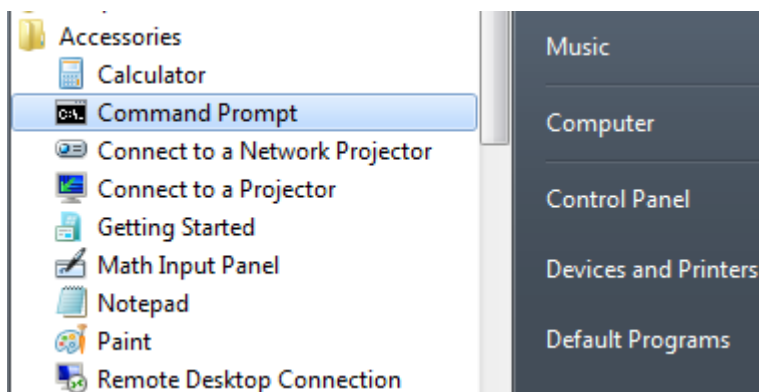 Accessories
Calculator
Command Prompt
Connect to a Network Projector
Connect to a Projector
Getting Started
Math Input Panel
Notepad
Paint
Remote Desktop Connection
Music
Computer
Control Panel
Devices and Printers
Default Programs